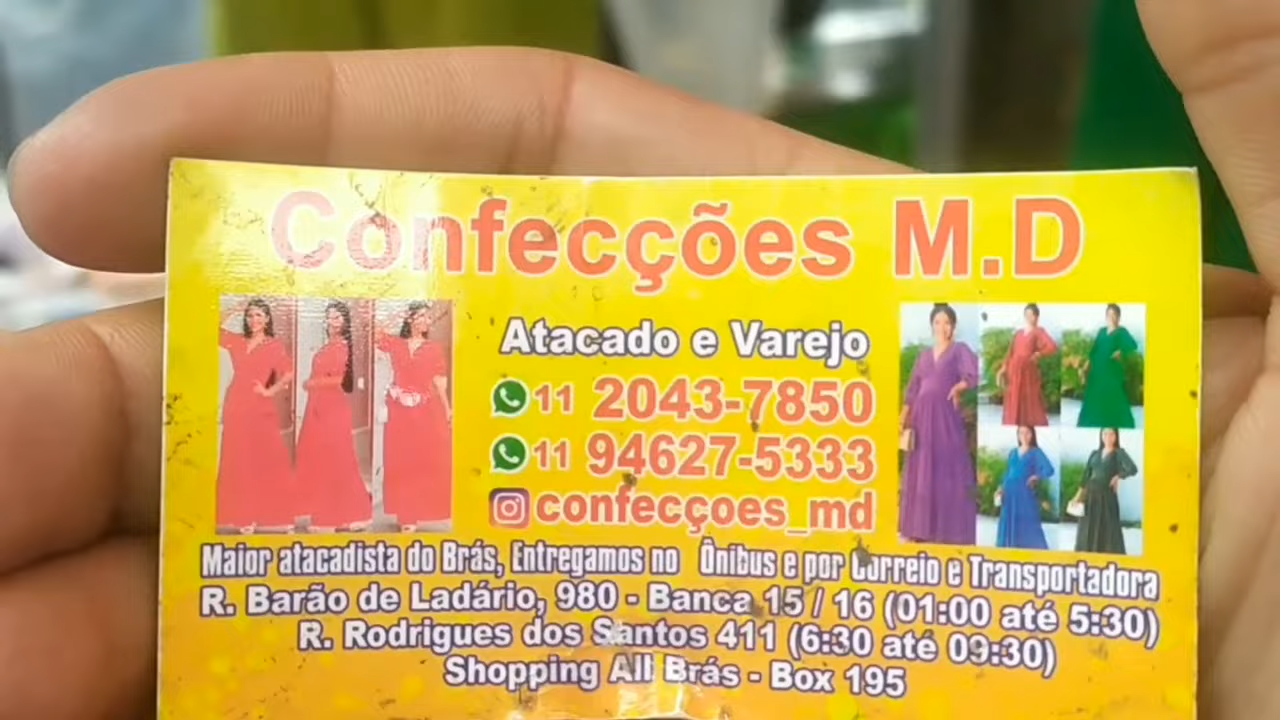 Confecções M.D
Atacado e Varejo
11 2043-7850
11 94627-5333
confecçoes_md
Maior atacadista do Brás, Entregamos no Ônibus e por Correio e Transportadora
R. Barão de Ladário, 980 - Banca 15 / 16 (01:00 até 5:30)
R. Rodrigues dos Santos 411 (6:30 até 09:30)
Shopping All Brás - Box 195